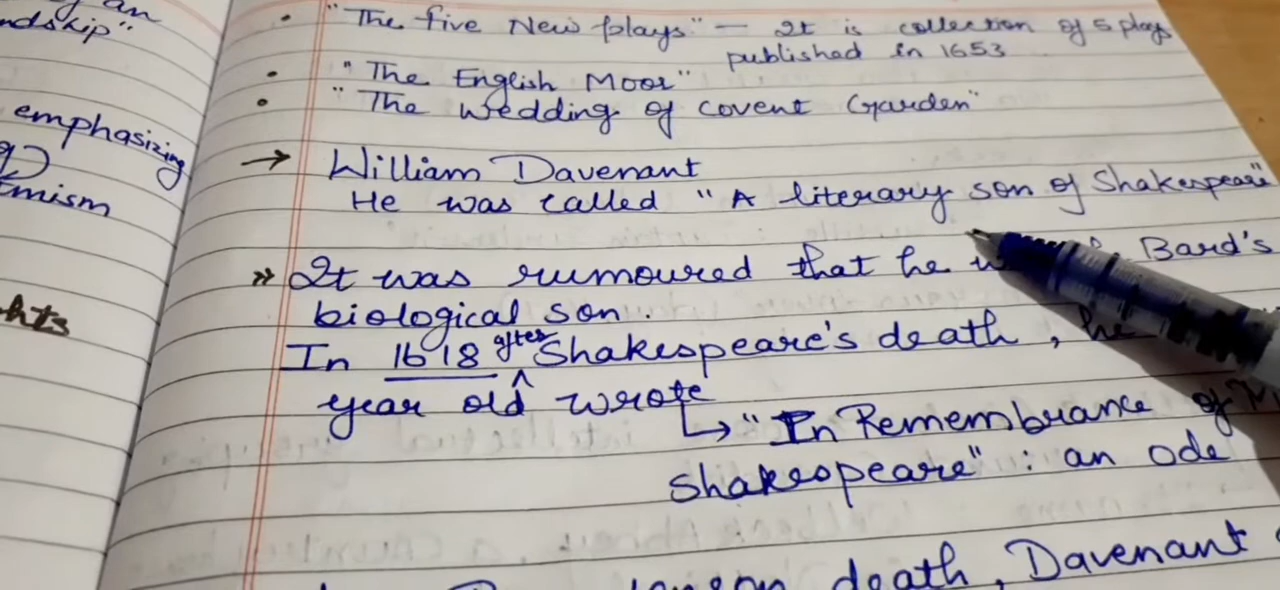 an
ndship"
emphasizing
mism
hts
• "The five New plays" – It is collection of 5 plays
published in 1653
• "The English Moor"
• "The wedding of covent Garden"
→ William Davenant
He was called "A literary son of Shakespeare"
» It was rumoured that he Bard's
biological son.
In 1618 after Shakespeare's death, he
year old ^ wrote
↳ "In Remembrance of
Shakespeare" : an ode
death, Davenant